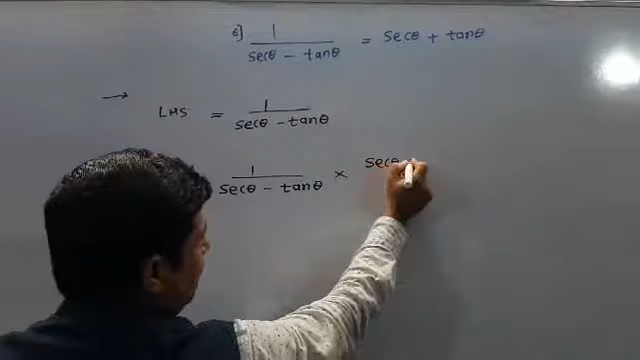 6] 1 / secθ - tanθ = secθ + tanθ
→ LHS = 1 / secθ - tanθ
1 / secθ - tanθ × secθ